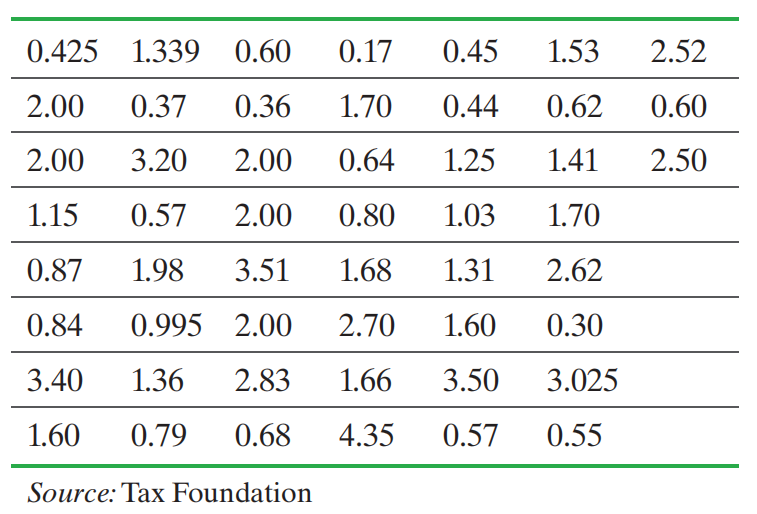 0.425 1.339 0.60 0.17 0.45 1.53 2.52
2.00 0.37 0.36 1.70 0.44 0.62 0.60
2.00 3.20 2.00 0.64 1.25 1.41 2.50
1.15 0.57 2.00 0.80 1.03 1.70
0.87 1.98 3.51 1.68 1.31 2.62
0.84 0.995 2.00 2.70 1.60 0.30
3.40 1.36 2.83 1.66 3.50 3.025
1.60 0.79 0.68 4.35 0.57 0.55
Source: Tax Foundation